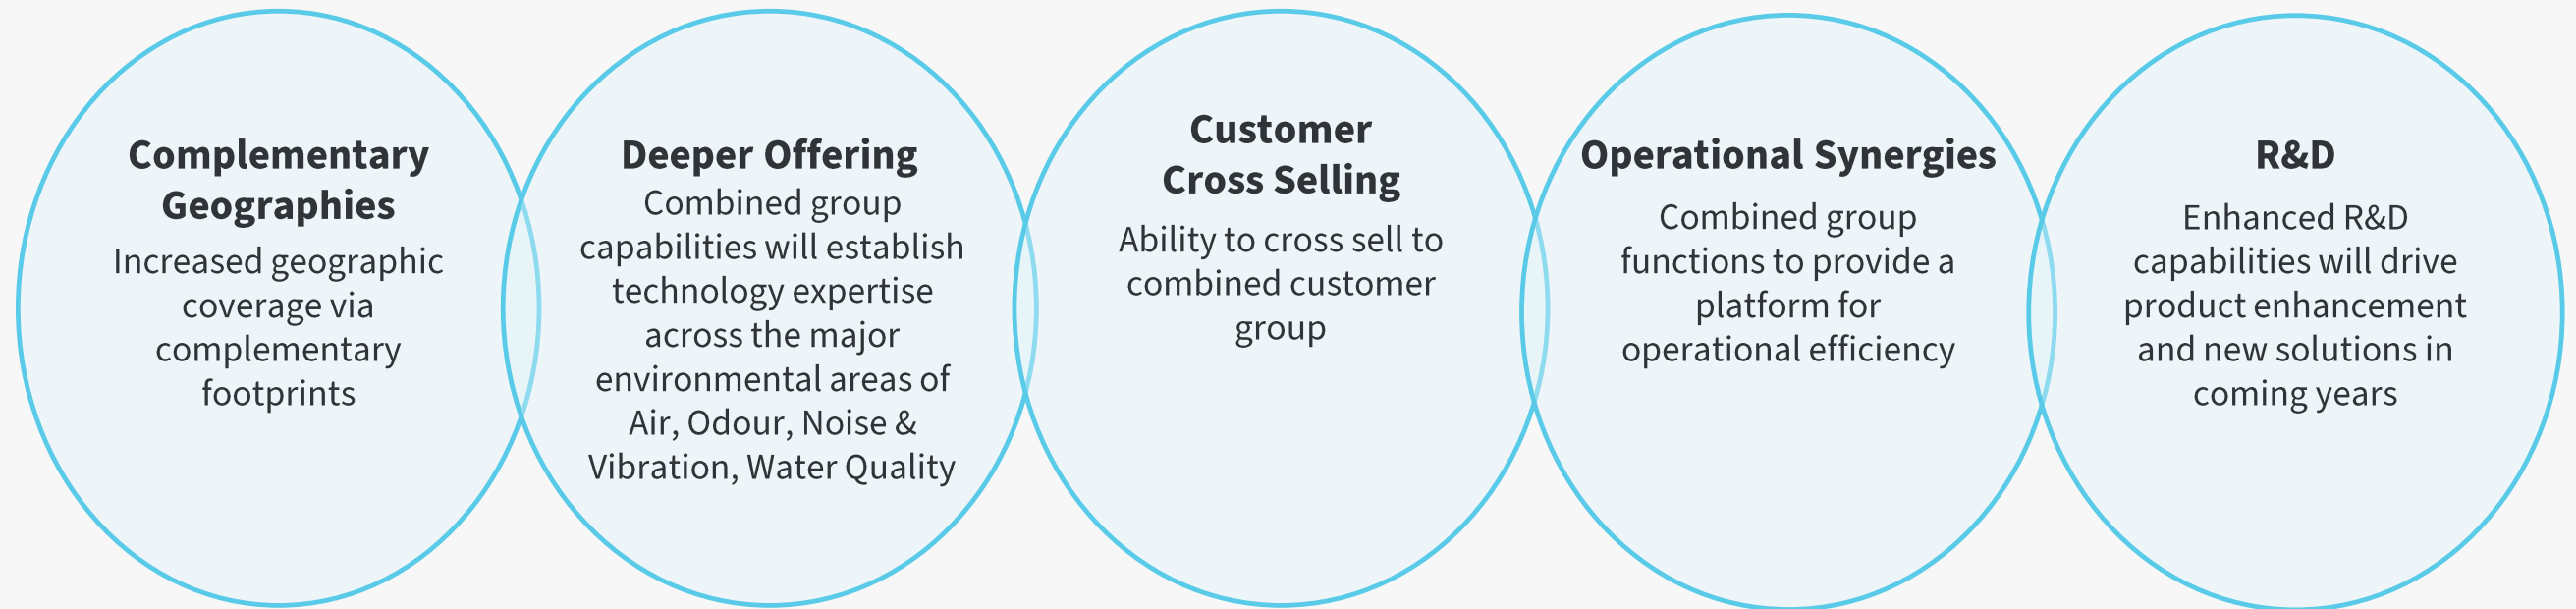 Complementary
Geographies
Increased geographic
coverage via
complementary
footprints
Deeper Offering
Combined group
capabilities will establish
technology expertise
across the major
environmental areas of
Air, Odour, Noise &
Vibration, Water Quality
Customer
Cross Selling
Ability to cross sell to
combined customer
group
Operational Synergies
Combined group
functions to provide a
platform for
operational efficiency
R&D
Enhanced R&D
capabilities will drive
product enhancement
and new solutions in
coming years